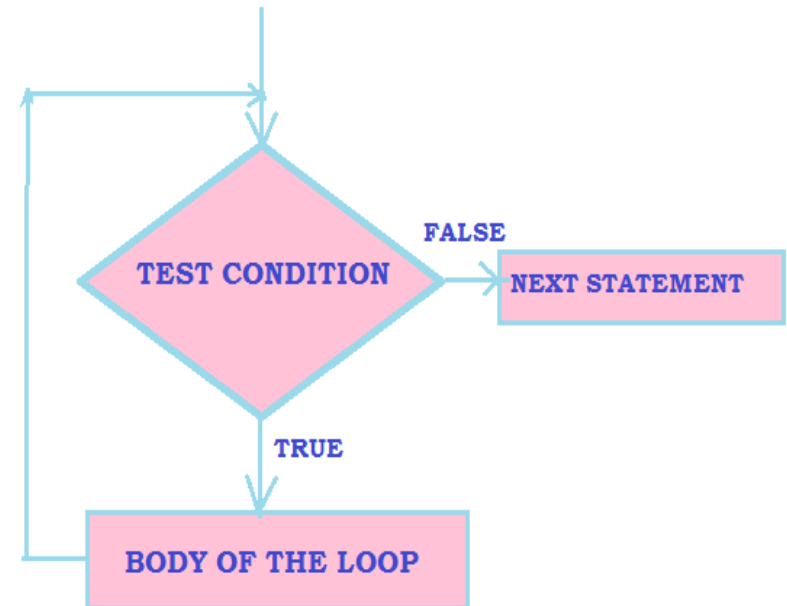 FALSE
TEST CONDITION
NEXT STATEMENT
TRUE
BODY OF THE LOOP